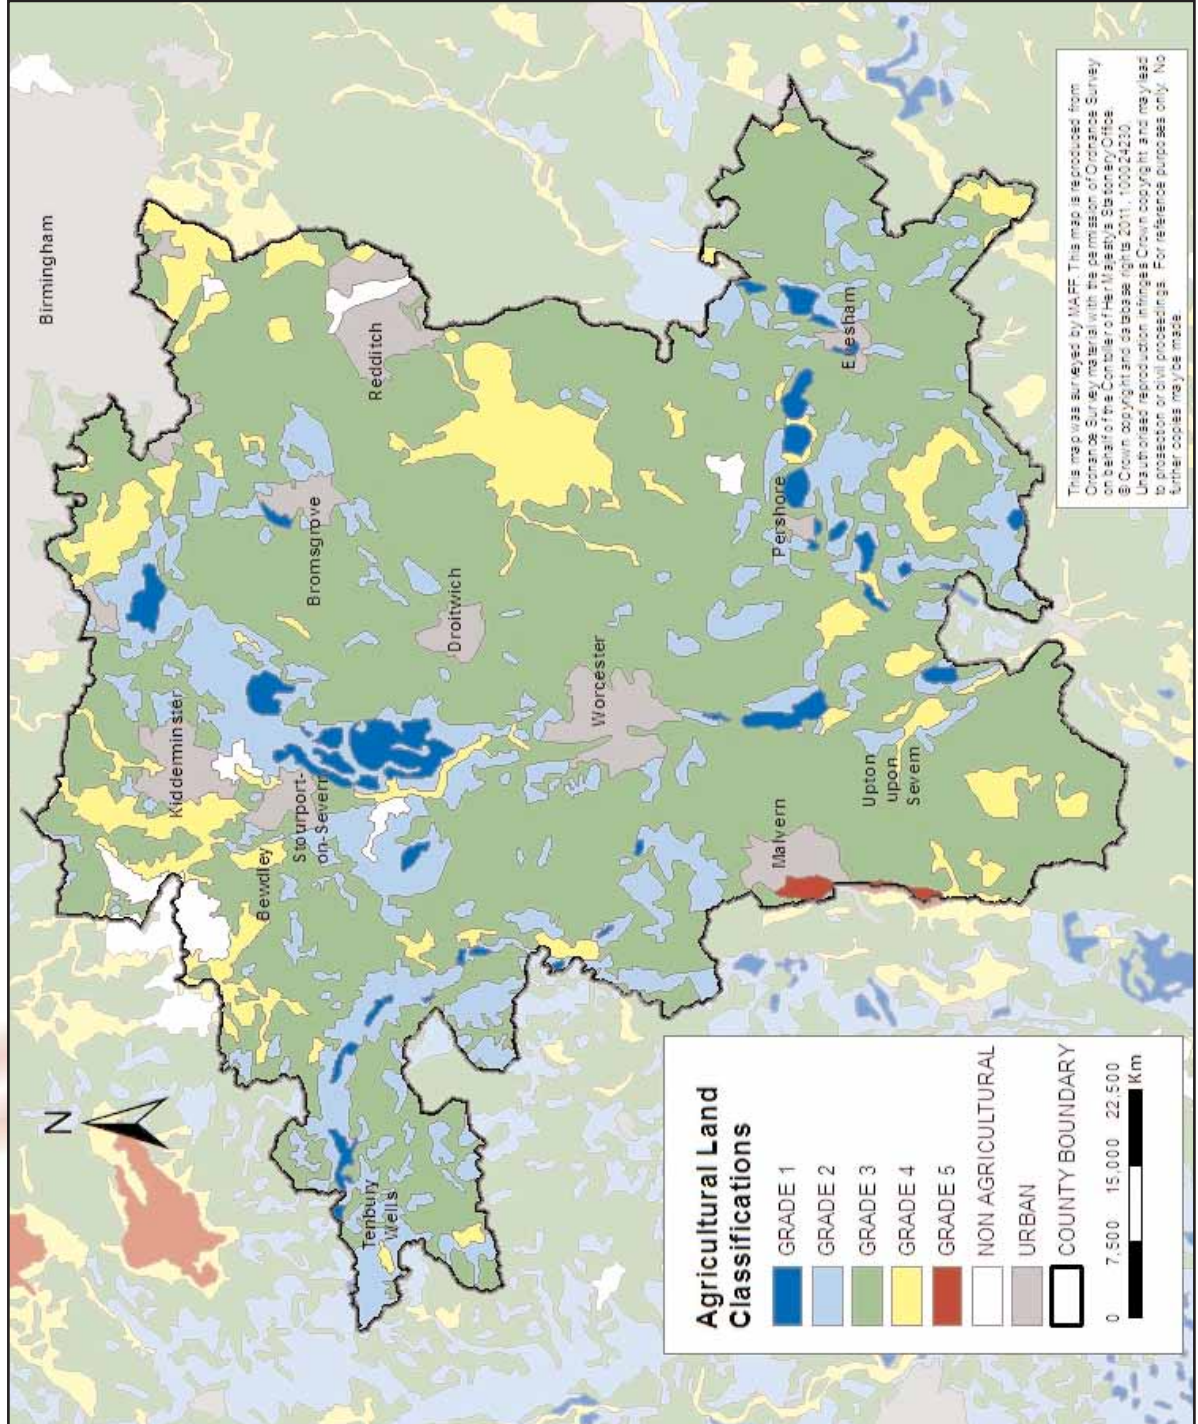 Birmingham
Redditch
Bromsgrove
Kidderminster
Droitwich
Stourport-
on-Severn
Bewdley
Worcester
Evesham
Pershore
Malvern
Upton
upon
Severn
Tenbury
Wells
N
Agricultural Land
Classifications
GRADE 1
GRADE 2
GRADE 3
GRADE 4
GRADE 5
NON AGRICULTURAL
URBAN
COUNTY BOUNDARY
0 7,500 15,000 22,500
Km
This map was surveyed by MAFF. This map is reproduced from
Ordnance Survey material with the permission of Ordnance Survey
on behalf of the Contoller or Her Majesty's Stationery Office.
© Crown copyright and database rights 2011, 100024230.
Unauthorised reproduction infringes Crown copyright and may lead
to prosecution or civil proceedings. For reference purposes only. No
further copies may be made.